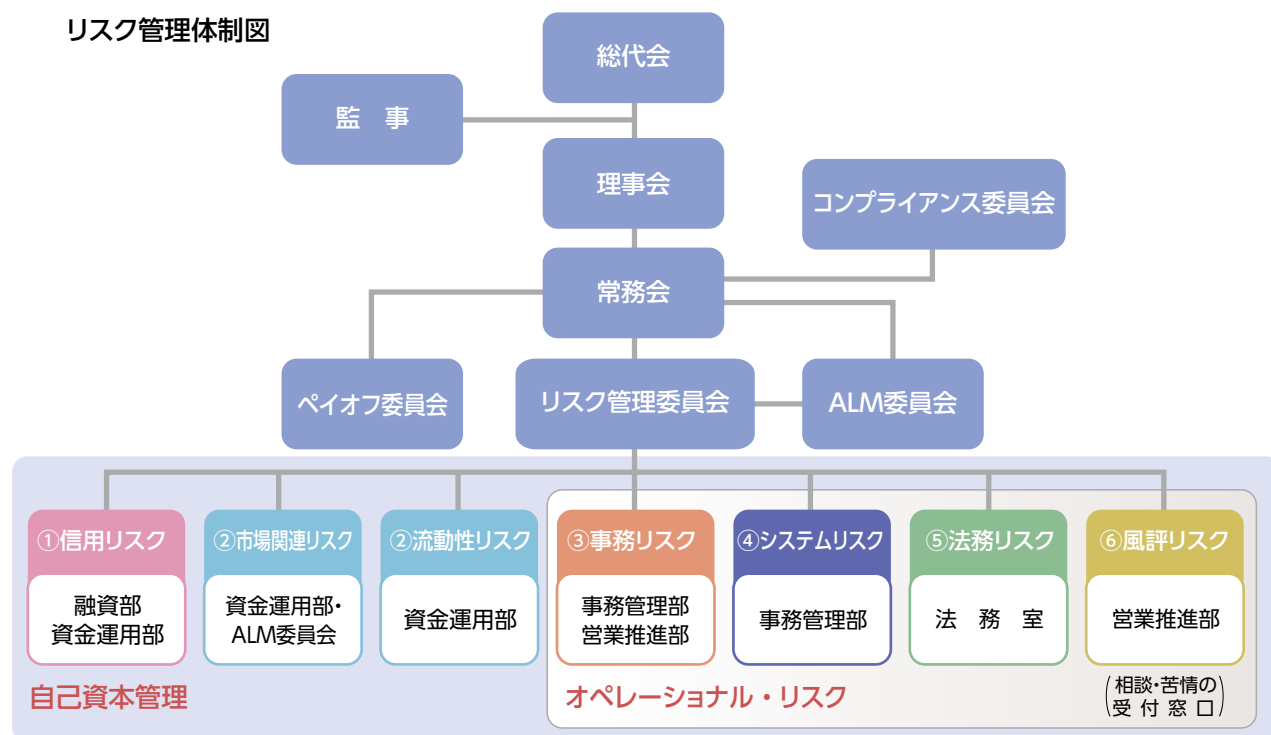 リスク管理体制図
総代会
監　事
理事会
コンプライアンス委員会
常務会
ペイオフ委員会
リスク管理委員会
ALM委員会
①信用リスク
融資部
資金運用部
②市場関連リスク
資金運用部・
ALM委員会
②流動性リスク
資金運用部
③事務リスク
事務管理部
営業推進部
④システムリスク
事務管理部
⑤法務リスク
法　務　室
⑥風評リスク
営業推進部
自己資本管理
オペレーショナル・リスク
(相談・苦情の
受 付 窓 口)